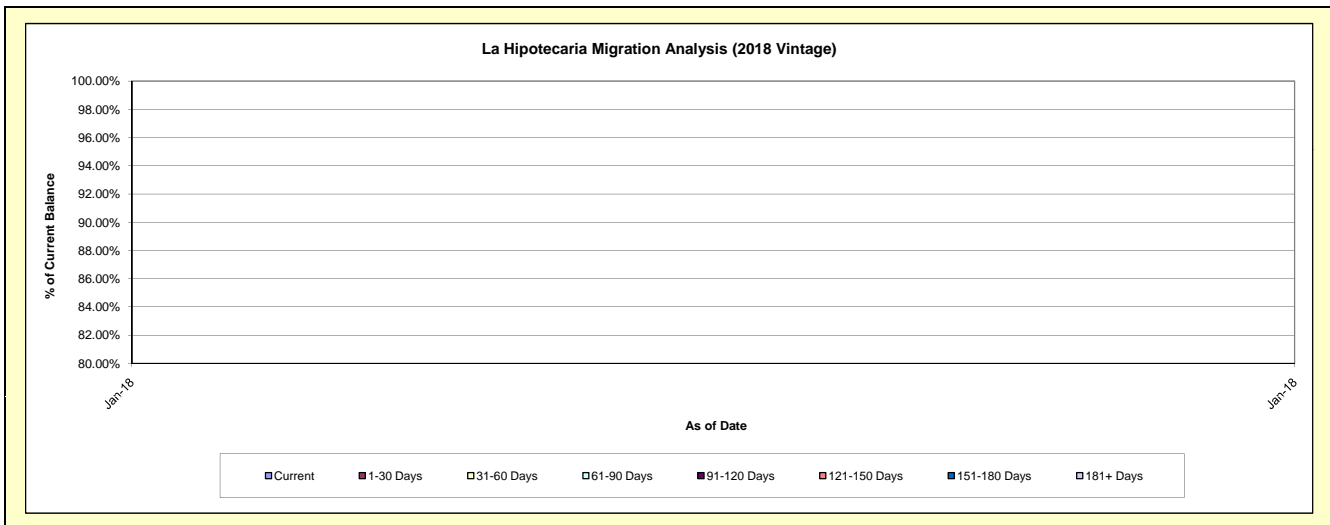 La Hipotecaria Migration Analysis (2018 Vintage)
100.00%
98.00%
96.00%
94.00%
92.00%
90.00%
88.00%
86.00%
84.00%
82.00%
80.00%
% of Current Balance
Jan-18 Jan-18
As of Date
Current 1-30 Days 31-60 Days 61-90 Days 91-120 Days 121-150 Days 151-180 Days 181+ Days